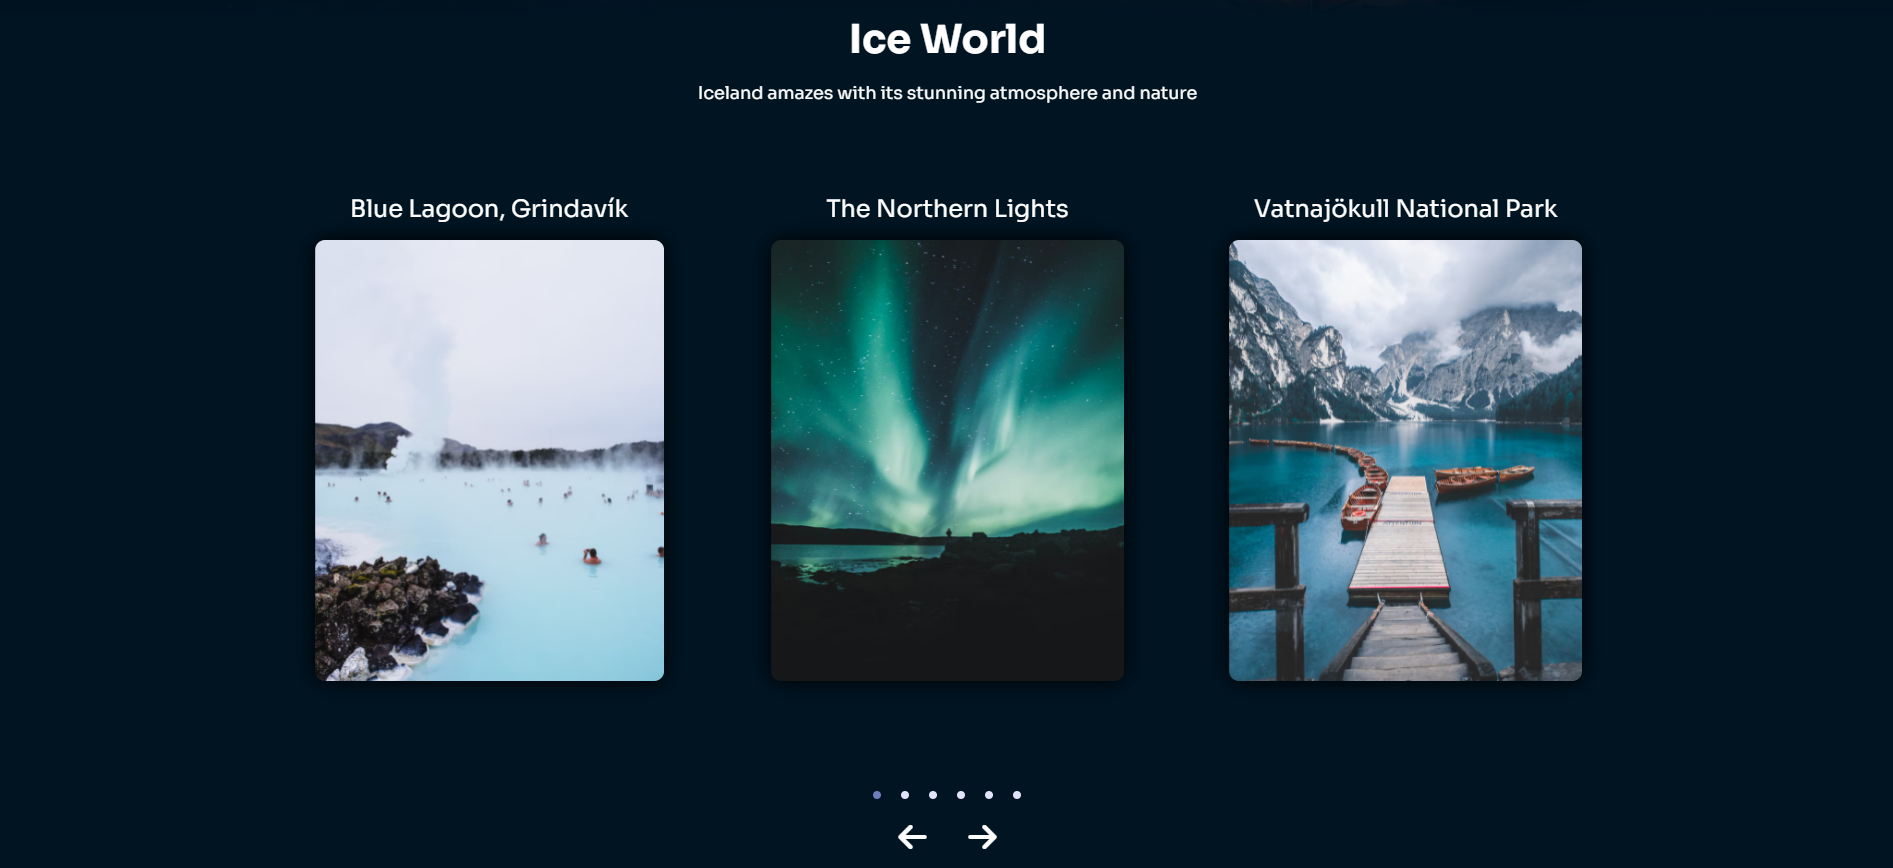 Ice World
Iceland amazes with its stunning atmosphere and nature
Blue Lagoon, Grindavík
The Northern Lights
Vatnajökull National Park